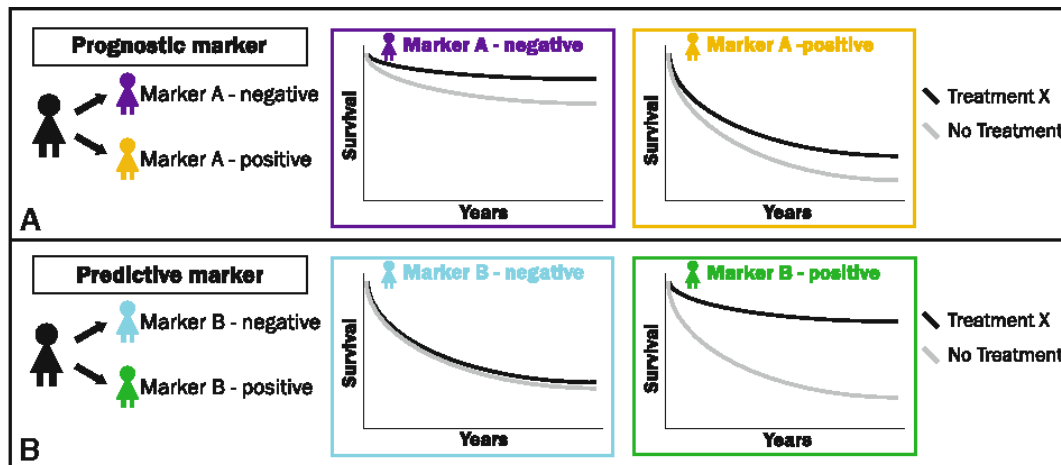 Prognostic marker
Marker A - negative
Marker A - positive
A
Marker A - negative
Survival
Years
Marker A -positive
Survival
Years
Treatment X
No Treatment
Predictive marker
Marker B - negative
Marker B - positive
B
Marker B - negative
Survival
Years
Marker B - positive
Survival
Years
Treatment X
No Treatment